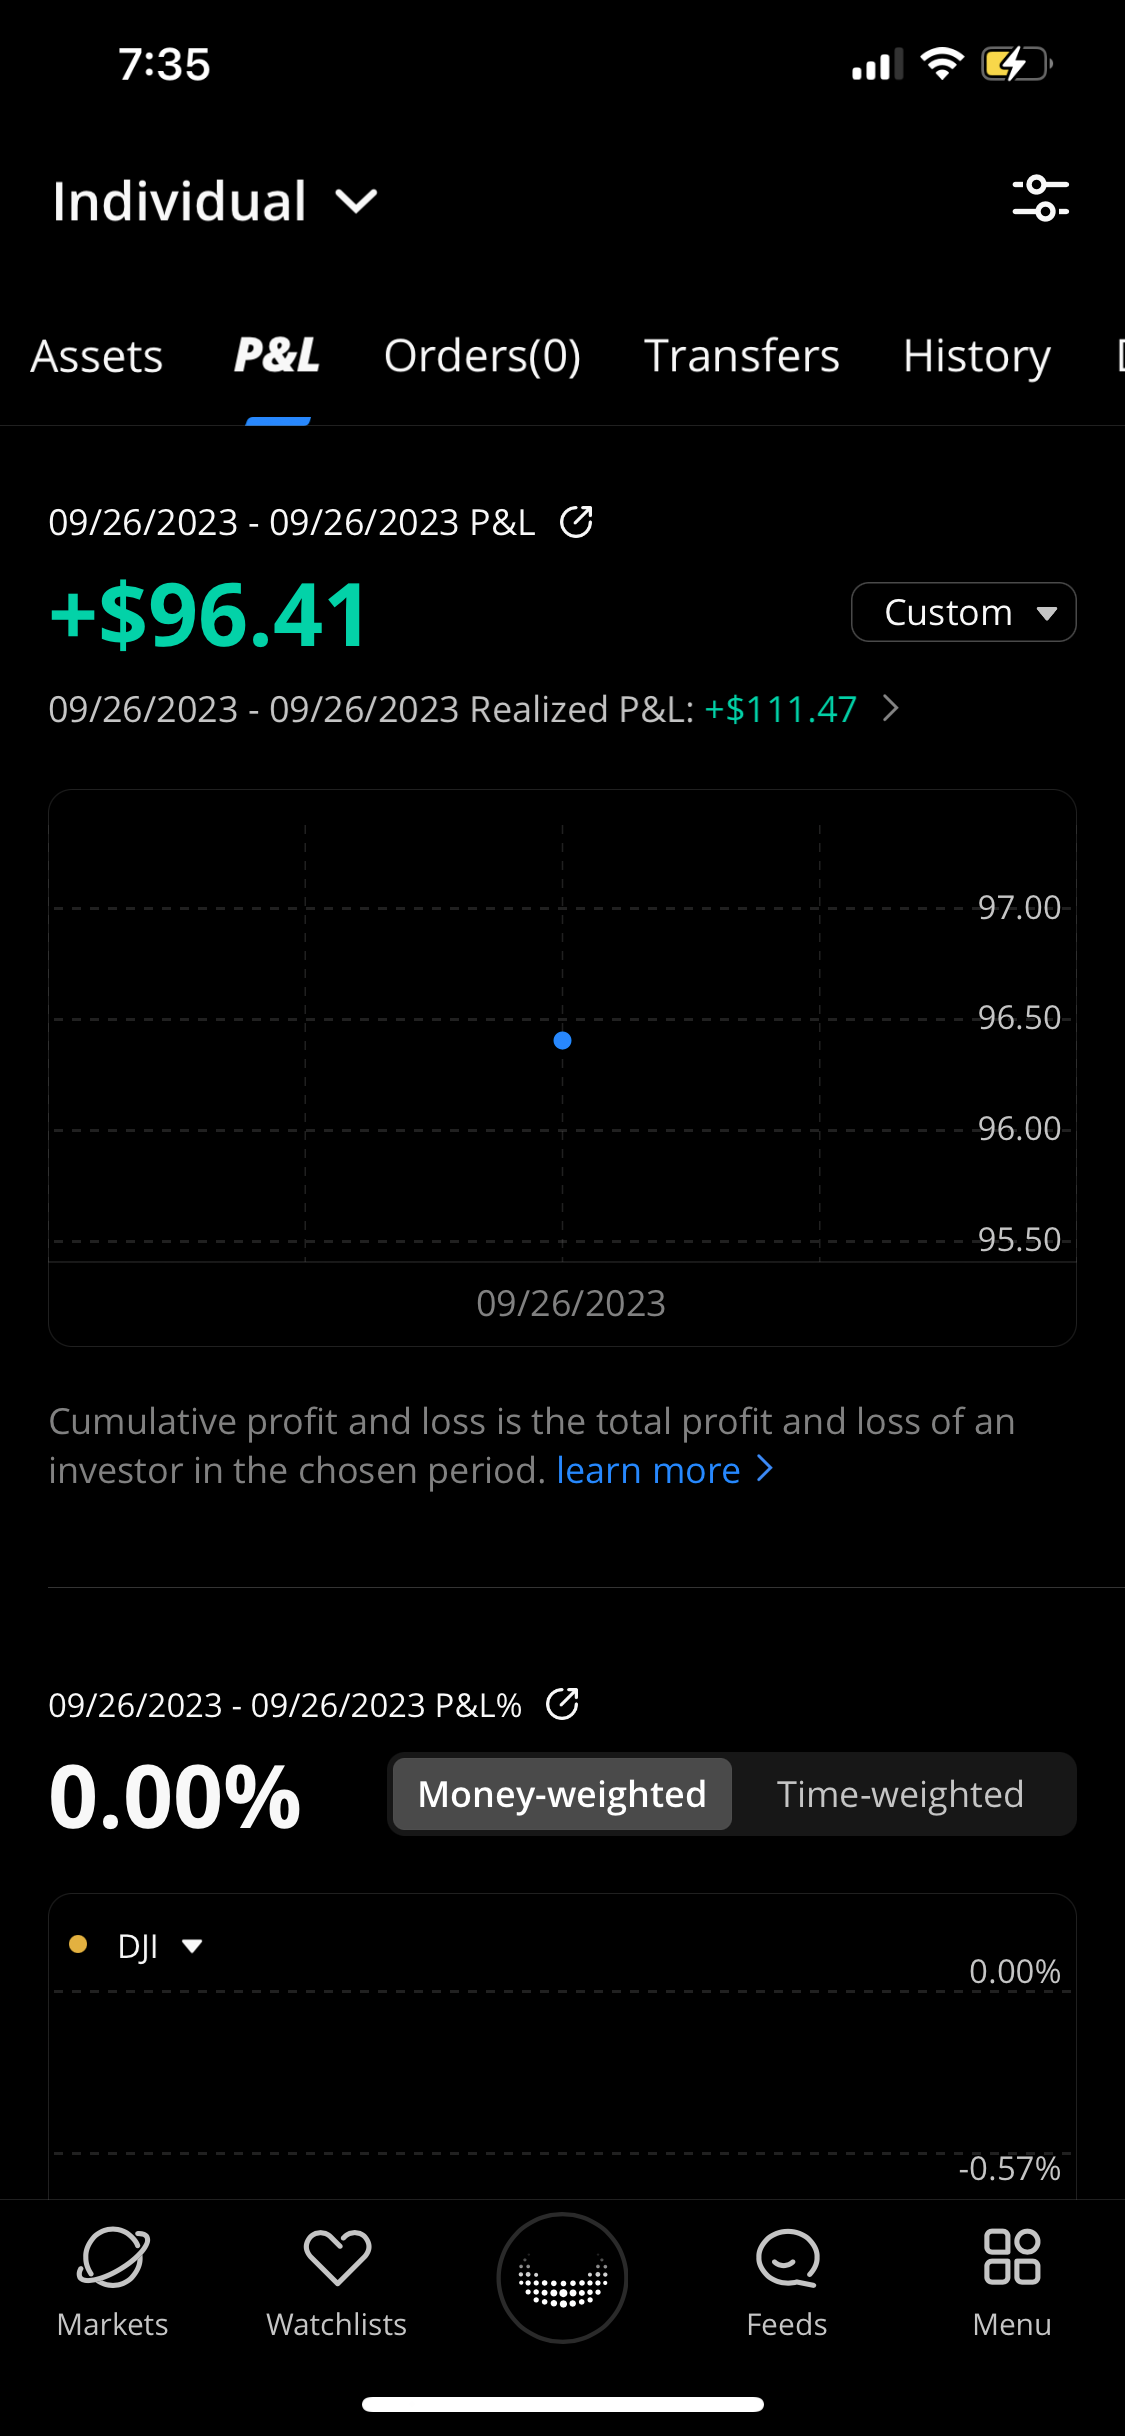 7:35
Individual
Assets P&L Orders(0) Transfers History D
09/26/2023 - 09/26/2023 P&L
+$96.41
Custom
09/26/2023 - 09/26/2023 Realized P&L: +$111.47
97.00
96.50
96.00
95.50
09/26/2023
Cumulative profit and loss is the total profit and loss of an
investor in the chosen period. learn more
09/26/2023 - 09/26/2023 P&L%
0.00%
Money-weighted Time-weighted
DJI
0.00%
-0.57%
Markets Watchlists Feeds Menu